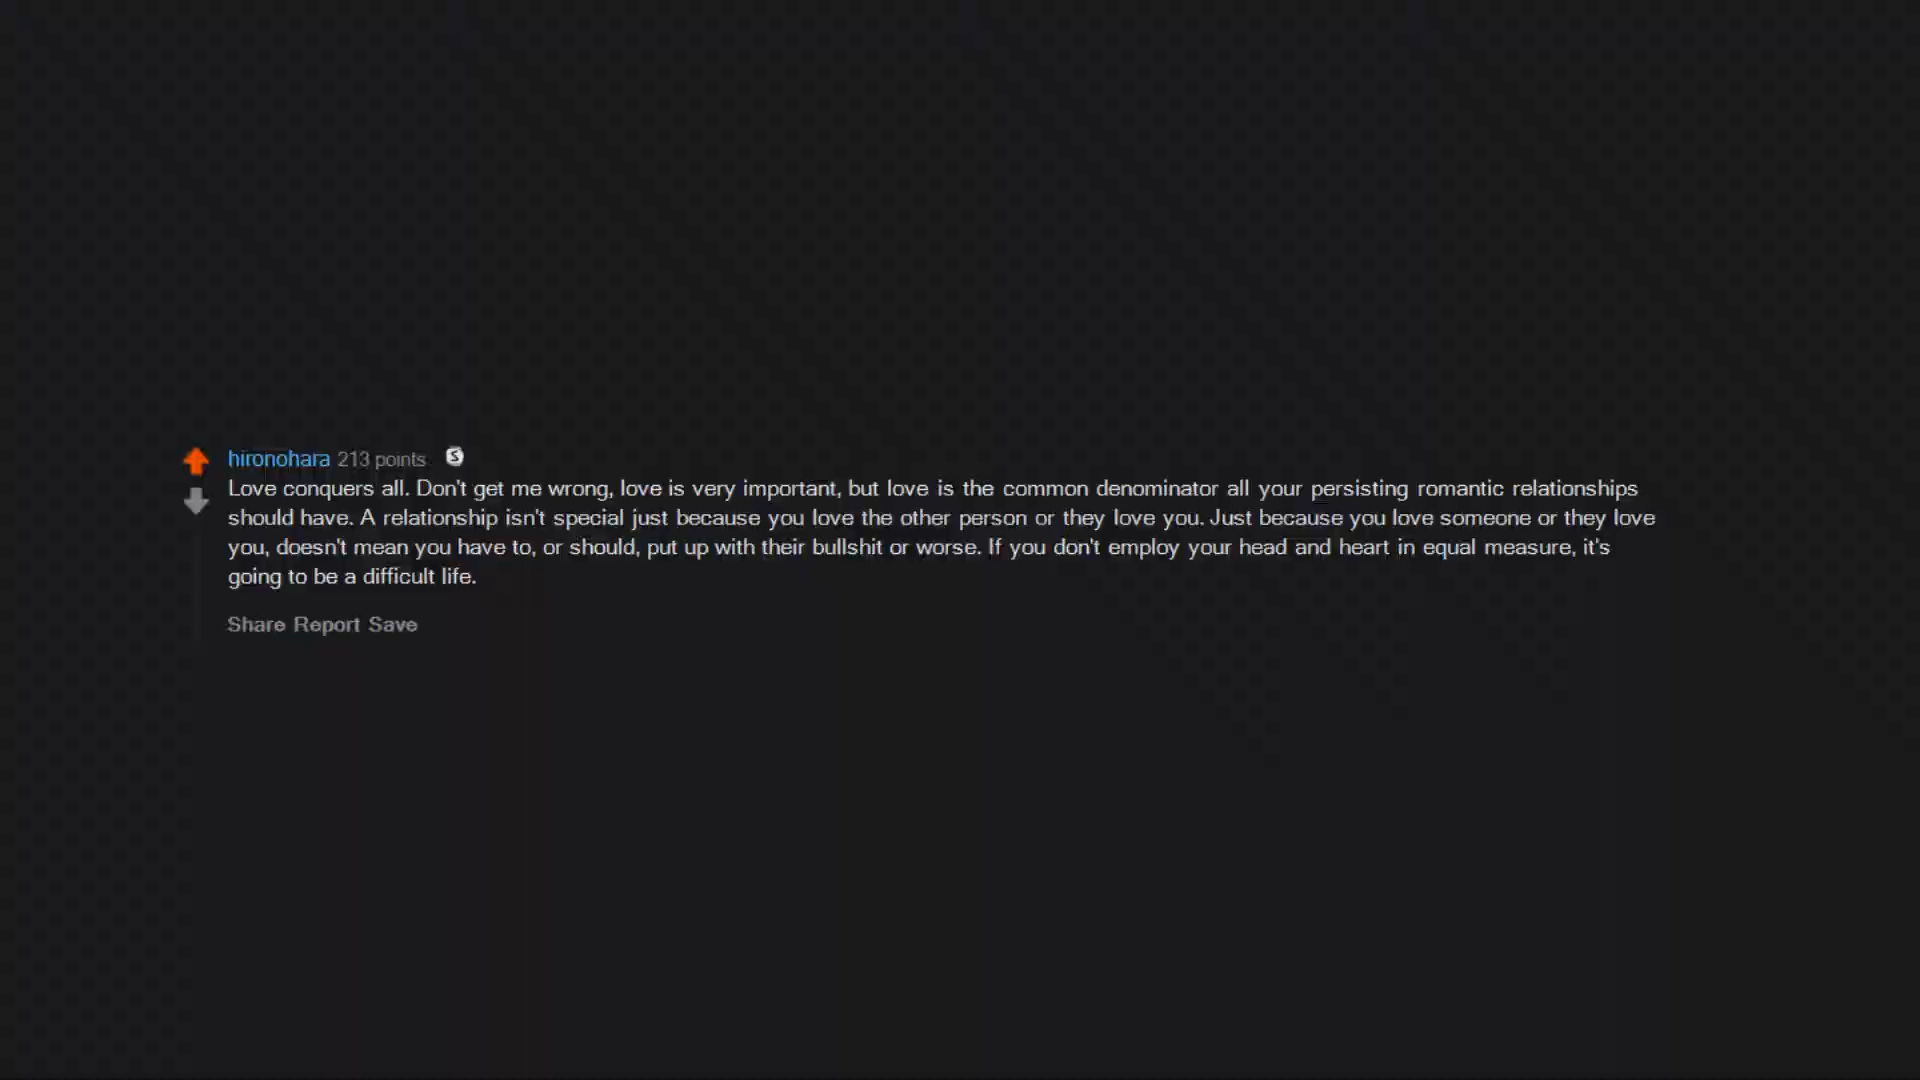 hironohara 213 points S
Love conquers all. Don't get me wrong, love is very important, but love is the common denominator all your persisting romantic relationships
should have. A relationship isn't special just because you love the other person or they love you. Just because you love someone or they love
you, doesn't mean you have to, or should, put up with their bullshit or worse. If you don't employ your head and heart in equal measure, it's
going to be a difficult life.
Share Report Save